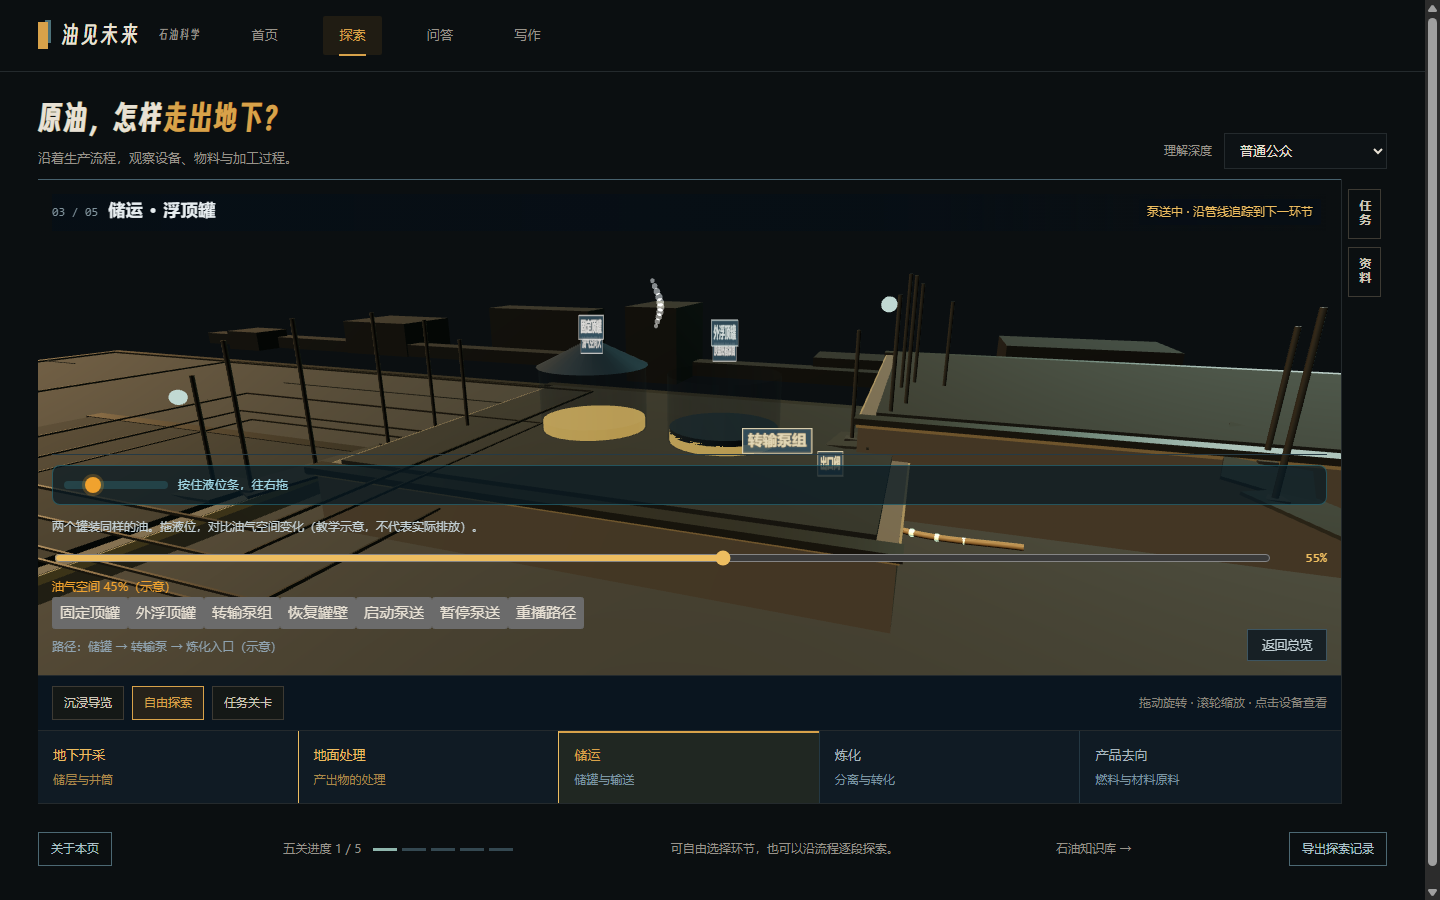 油见未来 石油科学 首页 探索 问答 写作
原油，怎样走出地下？
沿着生产流程，观察设备、物料与加工过程。
理解深度 普通公众
03 / 05 储运 • 浮顶罐
泵送中 · 沿管线追踪到下一环节
任务
资料
固定顶罐
外浮顶罐
转输泵组
出口阀
按住液位条，往右拖
两个罐装同样的油。拖液位，对比油气空间变化（教学示意，不代表实际排放）。
55%
油气空间 45%（示意）
固定顶罐 外浮顶罐 转输泵组 恢复罐壁 启动泵送 暂停泵送 重播路径
路径：储罐 → 转输泵 → 炼化入口（示意）
返回总览
沉浸导览 自由探索 任务关卡
拖动旋转 · 滚轮缩放 · 点击设备查看
地下开采
储层与井筒
地面处理
产出物的处理
储运
储罐与输送
炼化
分离与转化
产品去向
燃料与材料原料
关于本页
五关进度 1 / 5
可自由选择环节，也可以沿流程逐段探索。
石油知识库 →
导出探索记录